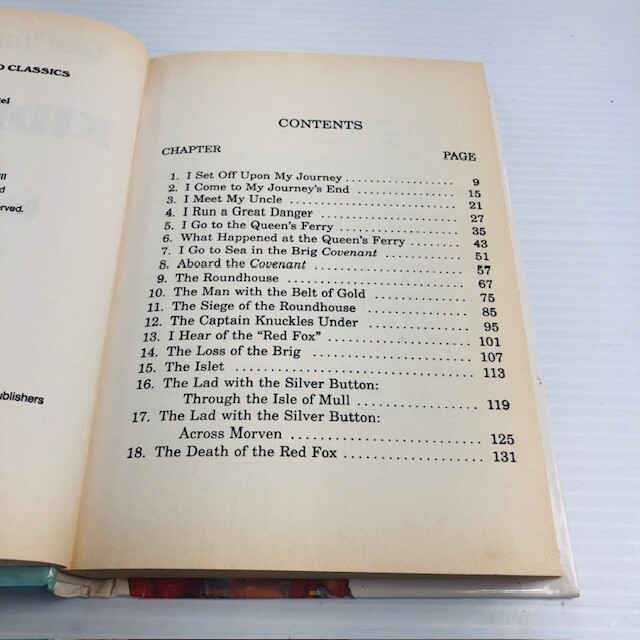 D CLASSICS
rved.
ublishers
CONTENTS
CHAPTER PAGE
1. I Set Off Upon My Journey .................... 9
2. I Come to My Journey's End .................. 15
3. I Meet My Uncle ............................. 21
4. I Run a Great Danger ........................ 27
5. I Go to the Queen's Ferry ................... 35
6. What Happened at the Queen's Ferry .......... 43
7. I Go to Sea in the Brig Covenant ............ 51
8. Aboard the Covenant ......................... 57
9. The Roundhouse .............................. 67
10. The Man with the Belt of Gold .............. 75
11. The Siege of the Roundhouse ................ 85
12. The Captain Knuckles Under ................. 95
13. I Hear of the "Red Fox" .................... 101
14. The Loss of the Brig ....................... 107
15. The Islet .................................. 113
16. The Lad with the Silver Button:
Through the Isle of Mull ................... 119
17. The Lad with the Silver Button:
Across Morven .............................. 125
18. The Death of the Red Fox ................... 131